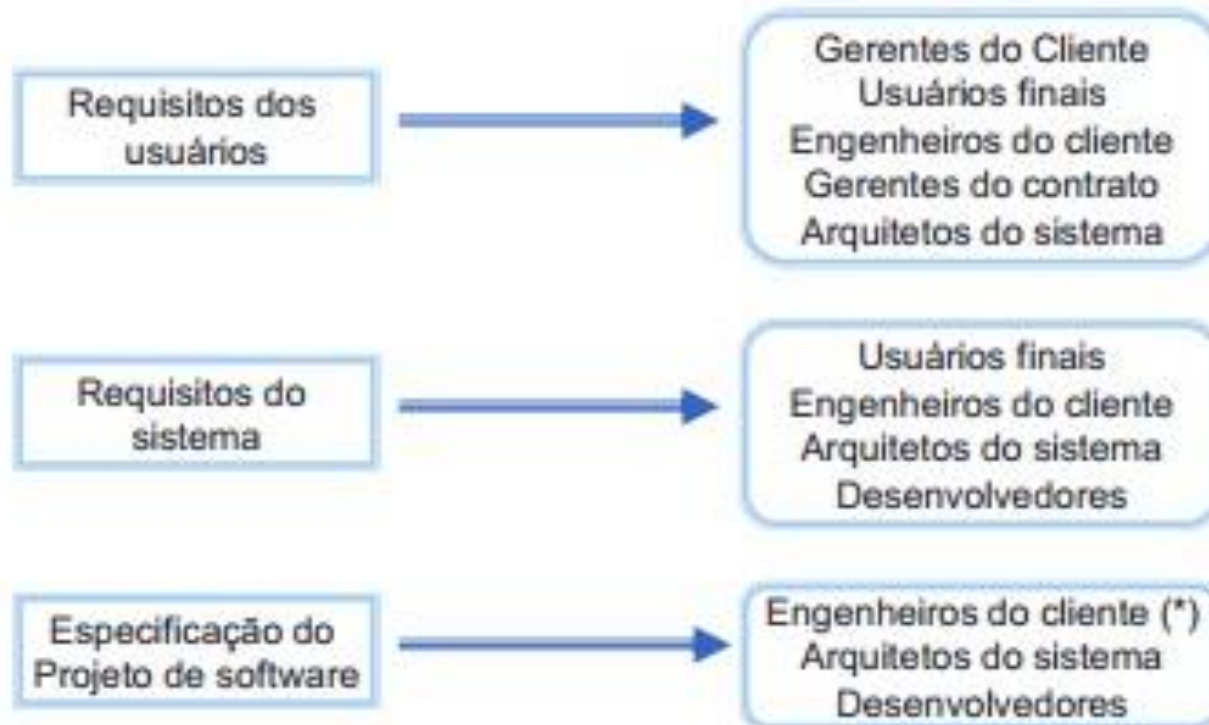 Requisitos dos
usuários
Gerentes do Cliente
Usuários finais
Engenheiros do cliente
Gerentes do contrato
Arquitetos do sistema
Requisitos do
sistema
Usuários finais
Engenheiros do cliente
Arquitetos do sistema
Desenvolvedores
Especificação do
Projeto de software
Engenheiros do cliente (*)
Arquitetos do sistema
Desenvolvedores